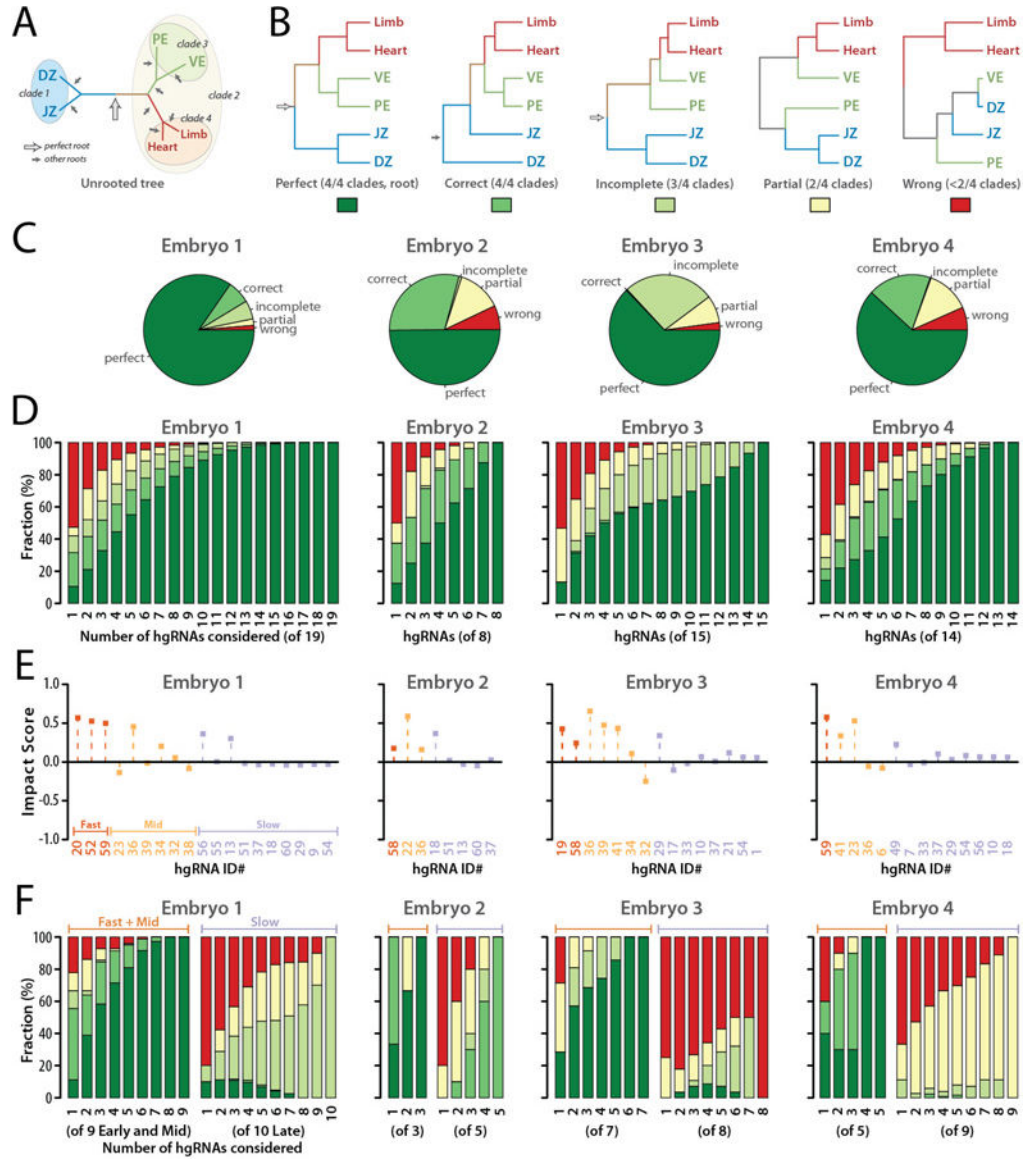 A
DZ
JZ
clade 1
PE
VE
clade 3
clade 2
clade 4
Limb
Heart
perfect root
other roots
Unrooted tree
B
Limb
Heart
VE
PE
JZ
DZ
Perfect (4/4 clades, root)
Limb
Heart
VE
PE
JZ
DZ
Correct (4/4 clades)
Limb
Heart
VE
PE
JZ
DZ
Incomplete (3/4 clades)
Limb
Heart
VE
PE
JZ
DZ
Partial (2/4 clades)
Limb
Heart
VE
DZ
JZ
PE
Wrong (<2/4 clades)
C
Embryo 1
correct
incomplete
partial
wrong
perfect
Embryo 2
correct
incomplete
partial
wrong
perfect
Embryo 3
correct
incomplete
partial
wrong
perfect
Embryo 4
correct
incomplete
partial
wrong
perfect
D
Embryo 1 Embryo 2 Embryo 3 Embryo 4
Fraction (%)
100
80
60
40
20
0
1 2 3 4 5 6 7 8 9 10 11 12 13 14 15 16 17 18 19
Number of hgRNAs considered (of 19)
1 2 3 4 5 6 7 8
hgRNAs (of 8)
1 2 3 4 5 6 7 8 9 10 11 12 13 14 15
hgRNAs (of 15)
1 2 3 4 5 6 7 8 9 10 11 12 13 14
hgRNAs (of 14)
E
Embryo 1 Embryo 2 Embryo 3 Embryo 4
Impact Score
1.0
0.5
0.0
-0.5
-1.0
Fast Mid Slow
20 52 59 23 36 39 34 32 38 56 55 13 51 37 18 60 29 9 54
hgRNA ID#
58 22 36 18 51 13 60 37
hgRNA ID#
19 58 36 39 41 34 32 29 17 33 10 37 21 54 1
hgRNA ID#
59 41 23 36 6 49 7 33 37 29 54 56 10 18
hgRNA ID#
F
Embryo 1 Embryo 2 Embryo 3 Embryo 4
Fast + Mid Slow
Fraction (%)
100
80
60
40
20
0
1 2 3 4 5 6 7 8 9
(of 9 Early and Mid)
1 2 3 4 5 6 7 8 9 10
(of 10 Late)
Number of hgRNAs considered
1 2 3
(of 3)
1 2 3 4 5
(of 5)
1 2 3 4 5 6 7
(of 7)
1 2 3 4 5 6 7 8
(of 8)
1 2 3 4 5
(of 5)
1 2 3 4 5 6 7 8 9
(of 9)